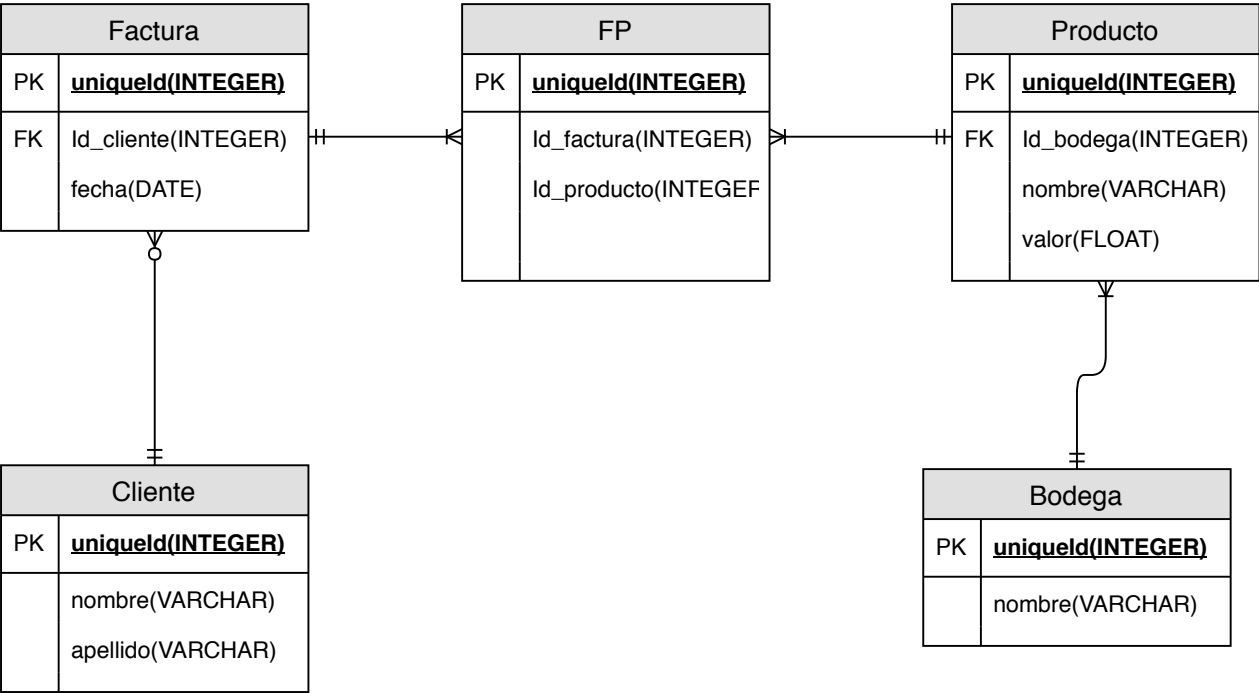 Factura
PK uniqueId(INTEGER)
FK Id_cliente(INTEGER)
fecha(DATE)
FP
PK uniqueId(INTEGER)
Id_factura(INTEGER)
Id_producto(INTEGER
Producto
PK uniqueId(INTEGER)
FK Id_bodega(INTEGER)
nombre(VARCHAR)
valor(FLOAT)
Cliente
PK uniqueId(INTEGER)
nombre(VARCHAR)
apellido(VARCHAR)
Bodega
PK uniqueId(INTEGER)
nombre(VARCHAR)